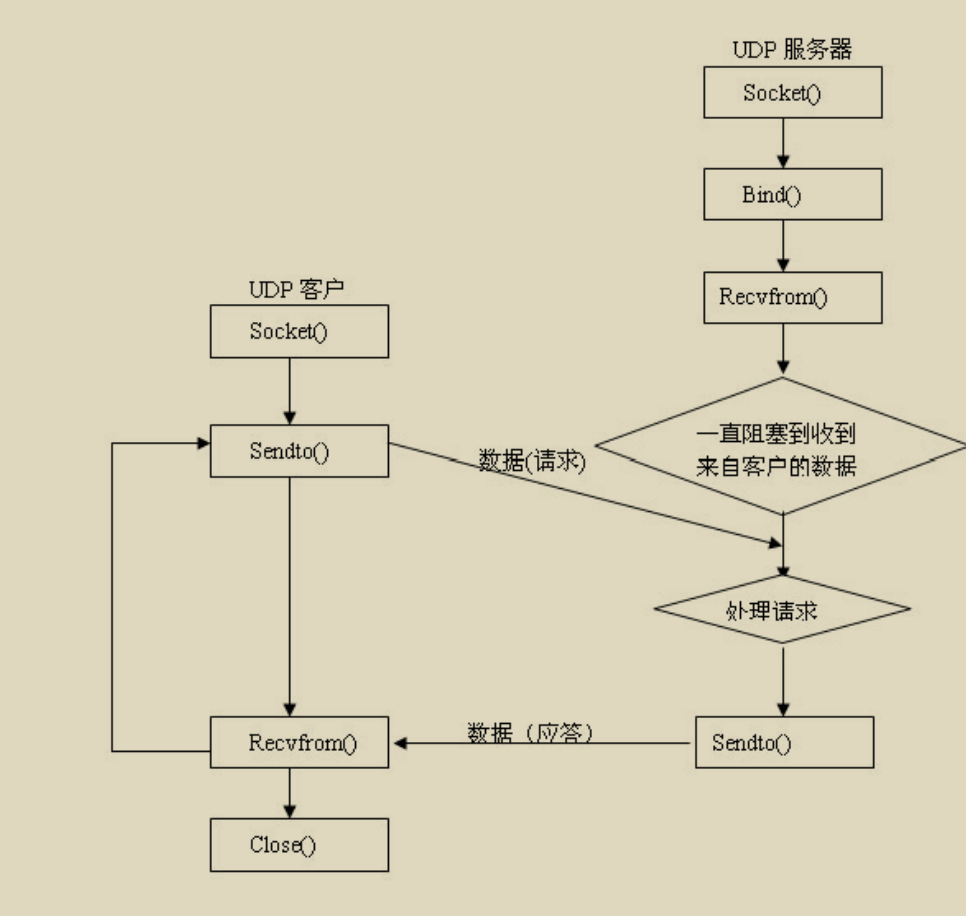 UDP 服务器
Socket()
Bind()
Recvfrom()
一直阻塞到收到
来自客户的数据
处理请求
Sendto()
UDP 客户
Socket()
Sendto()
数据(请求)
数据（应答）
Recvfrom()
Close()